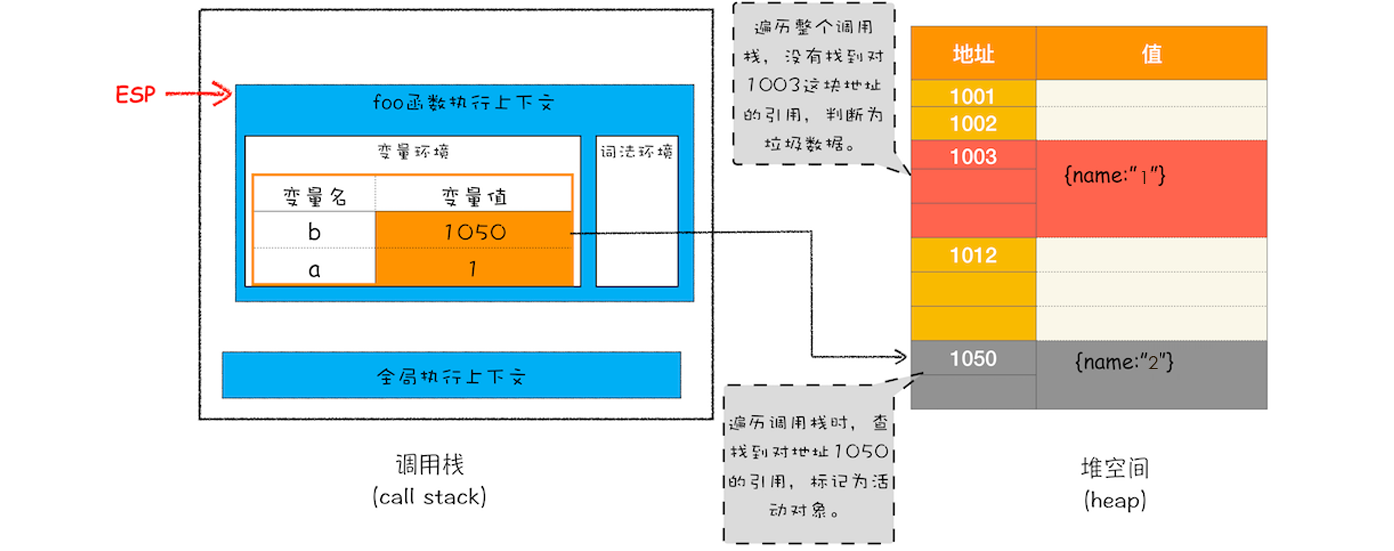 ESP
foo函数执行上下文
变量环境
词法环境
变量名 变量值
b 1050
a 1
全局执行上下文
调用栈
(call stack)
遍历整个调用
栈，没有找到对
1003这块地址
的引用，判断为
垃圾数据。
地址 值
1001
1002
1003 {name:"1"}
1012
1050 {name:"2"}
遍历调用栈时，查
找到对地址1050
的引用，标记为活
动对象。
堆空间
(heap)